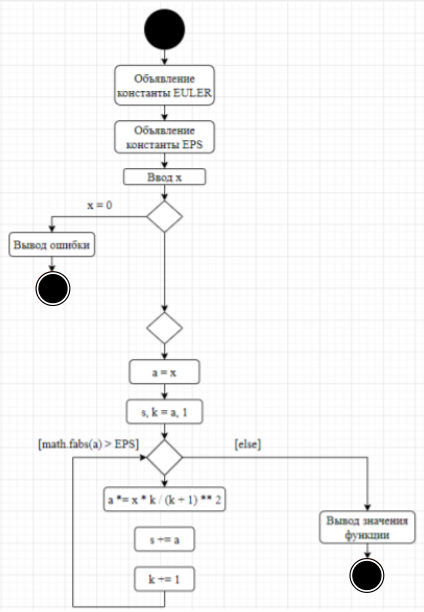 Объявление
константы EULER
Объявление
константы EPS
Ввод x
x = 0
Вывод ошибки
a = x
s, k = a, 1
[math.fabs(a) > EPS]
[else]
a *= x * k / (k + 1) ** 2
Вывод значения
функции
s += a
k += 1